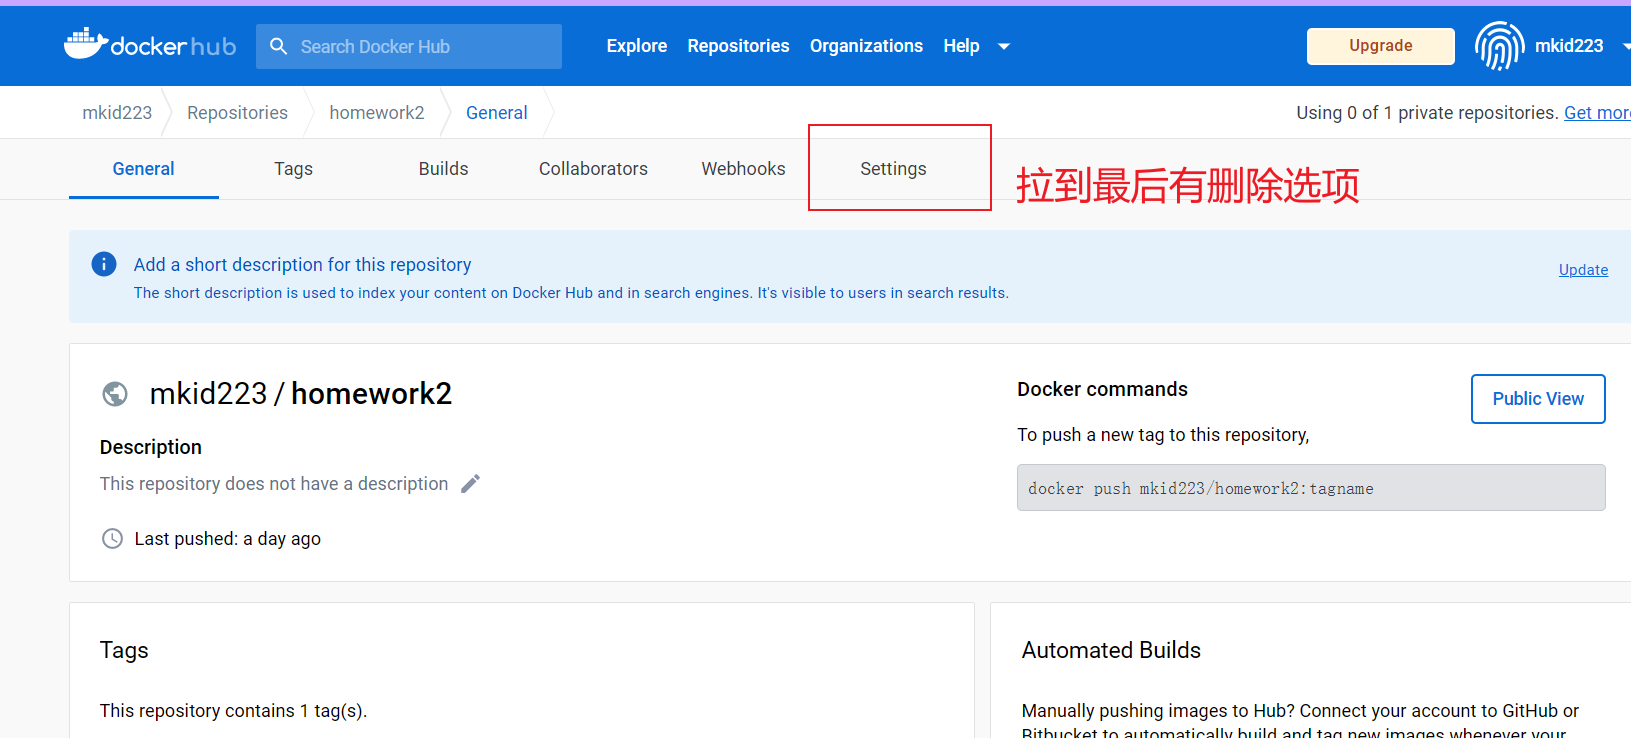 docker hub
Search Docker Hub
Explore
Repositories
Organizations
Help
Upgrade
mkid223
mkid223
Repositories
homework2
General
Using 0 of 1 private repositories. Get more
General
Tags
Builds
Collaborators
Webhooks
Settings
拉到最后有删除选项
Add a short description for this repository
The short description is used to index your content on Docker Hub and in search engines. It's visible to users in search results.
Update
mkid223 / homework2
Description
This repository does not have a description
Last pushed: a day ago
Docker commands
Public View
To push a new tag to this repository,
docker push mkid223/homework2:tagname
Tags
This repository contains 1 tag(s).
Automated Builds
Manually pushing images to Hub? Connect your account to GitHub or
Bitbucket to automatically build and tag new images whenever your